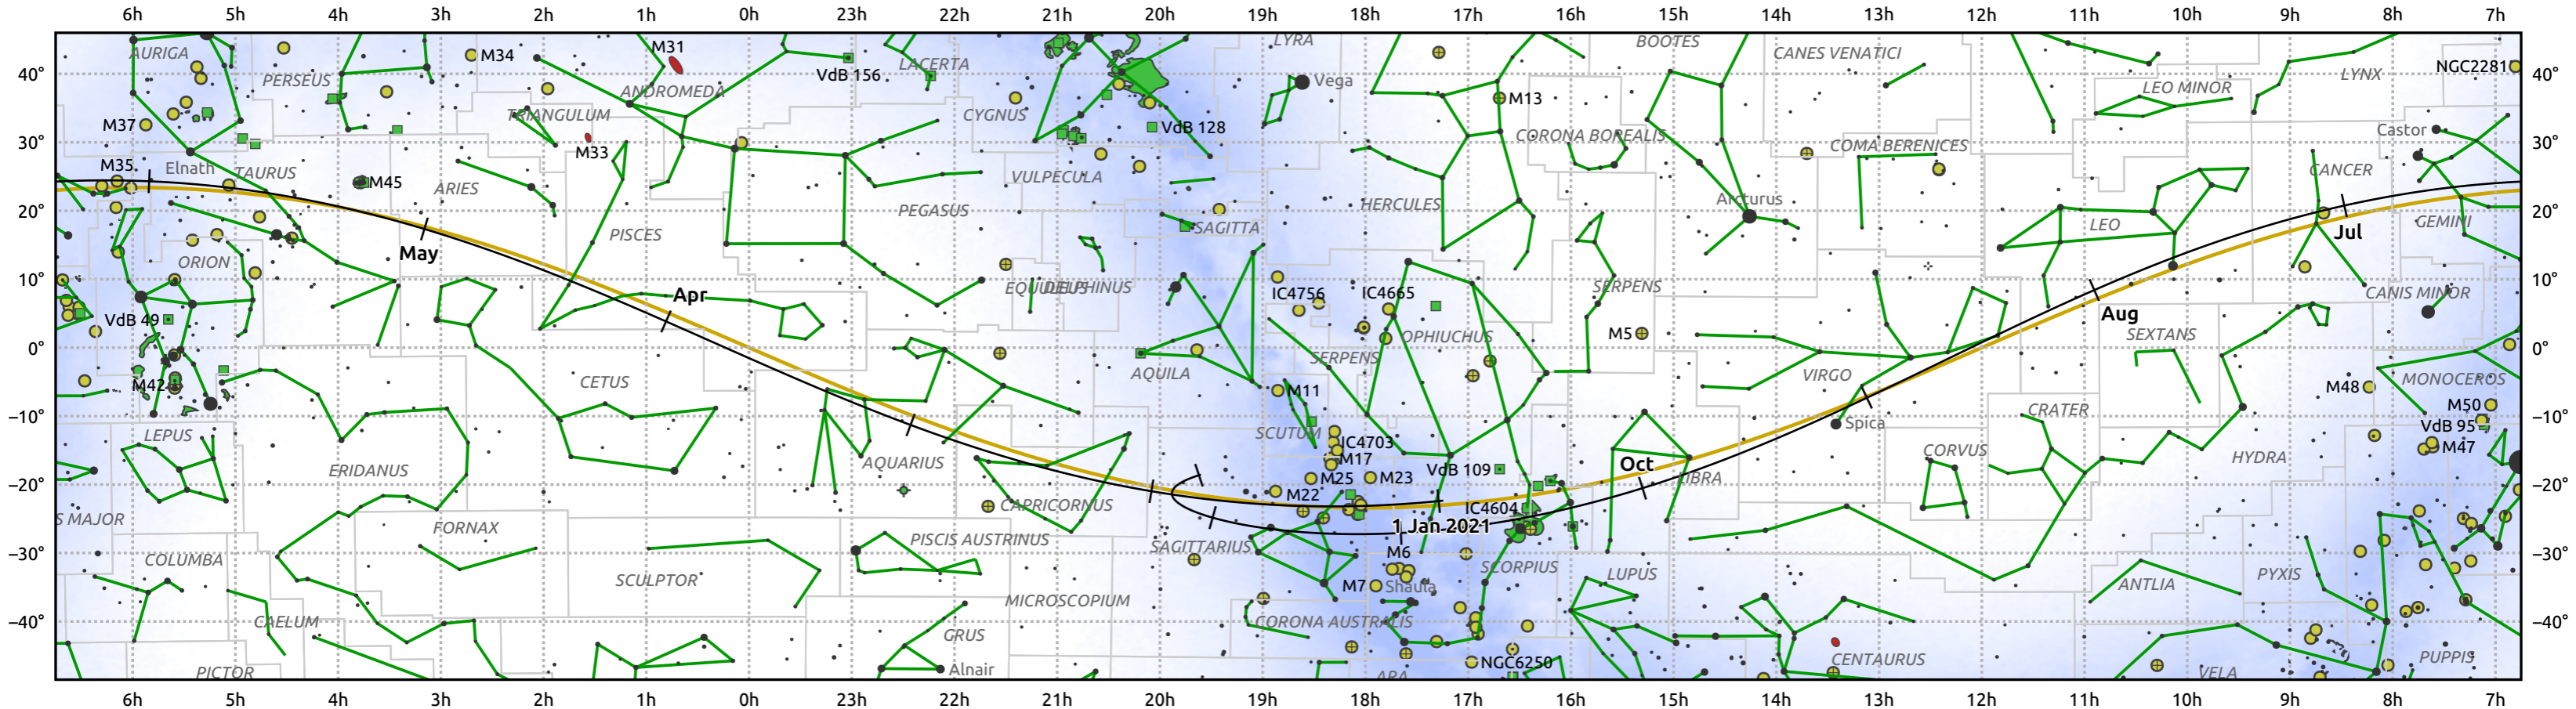 6h 5h 4h 3h 2h 1h 0h 23h 22h 21h 20h 19h 18h 17h 16h 15h 14h 13h 12h 11h 10h 9h 8h 7h
AURIGA M34 M31 LACERTA LYRA BOOTES CANES VENATICI LYNX NGC2281
40° PERSEUS VdB 156 Vega 40°
ANDROMEDA M13 LEO MINOR
M37 TRIANGULUM CYGNUS VdB 128 CORONA BOREALIS Castor
30° M33 COMA BERENICES 30°
M35 Elnath TAURUS M45 ARIES VULPECULA CANCER
20° PEGASUS HERCULES Arcturus 20°
May PISCES SAGITTA LEO Jul GEMINI
ORION
10° Apr EQUULEUS DELPHINUS IC4756 IC4665 SERPENS CANIS MINOR 10°
VdB 49 OPHIUCHUS M5 Aug SEXTANS
0° SERPENS 0°
M42 CETUS AQUILA VIRGO M48 MONOCEROS
−10° M11 CRATER M50 −10°
LEPUS SCUTUM IC4703 Spica VdB 95
ERIDANUS AQUARIUS M17 VdB 109 Oct CORVUS HYDRA M47
−20° M25 M23 LIBRA −20°
S MAJOR FORNAX CAPRICORNUS M22 IC4604
1 Jan 2021
−30° COLUMBA PISCIS AUSTRINUS SAGITTARIUS M6 −30°
SCULPTOR M7 Shaula SCORPIUS LUPUS ANTLIA PYXIS
MICROSCOPIUM
−40° CAELUM GRUS CORONA AUSTRALIS −40°
PICTOR Alnair NGC6250 CENTAURUS PUPPIS
ARA VELA
6h 5h 4h 3h 2h 1h 0h 23h 22h 21h 20h 19h 18h 17h 16h 15h 14h 13h 12h 11h 10h 9h 8h 7h